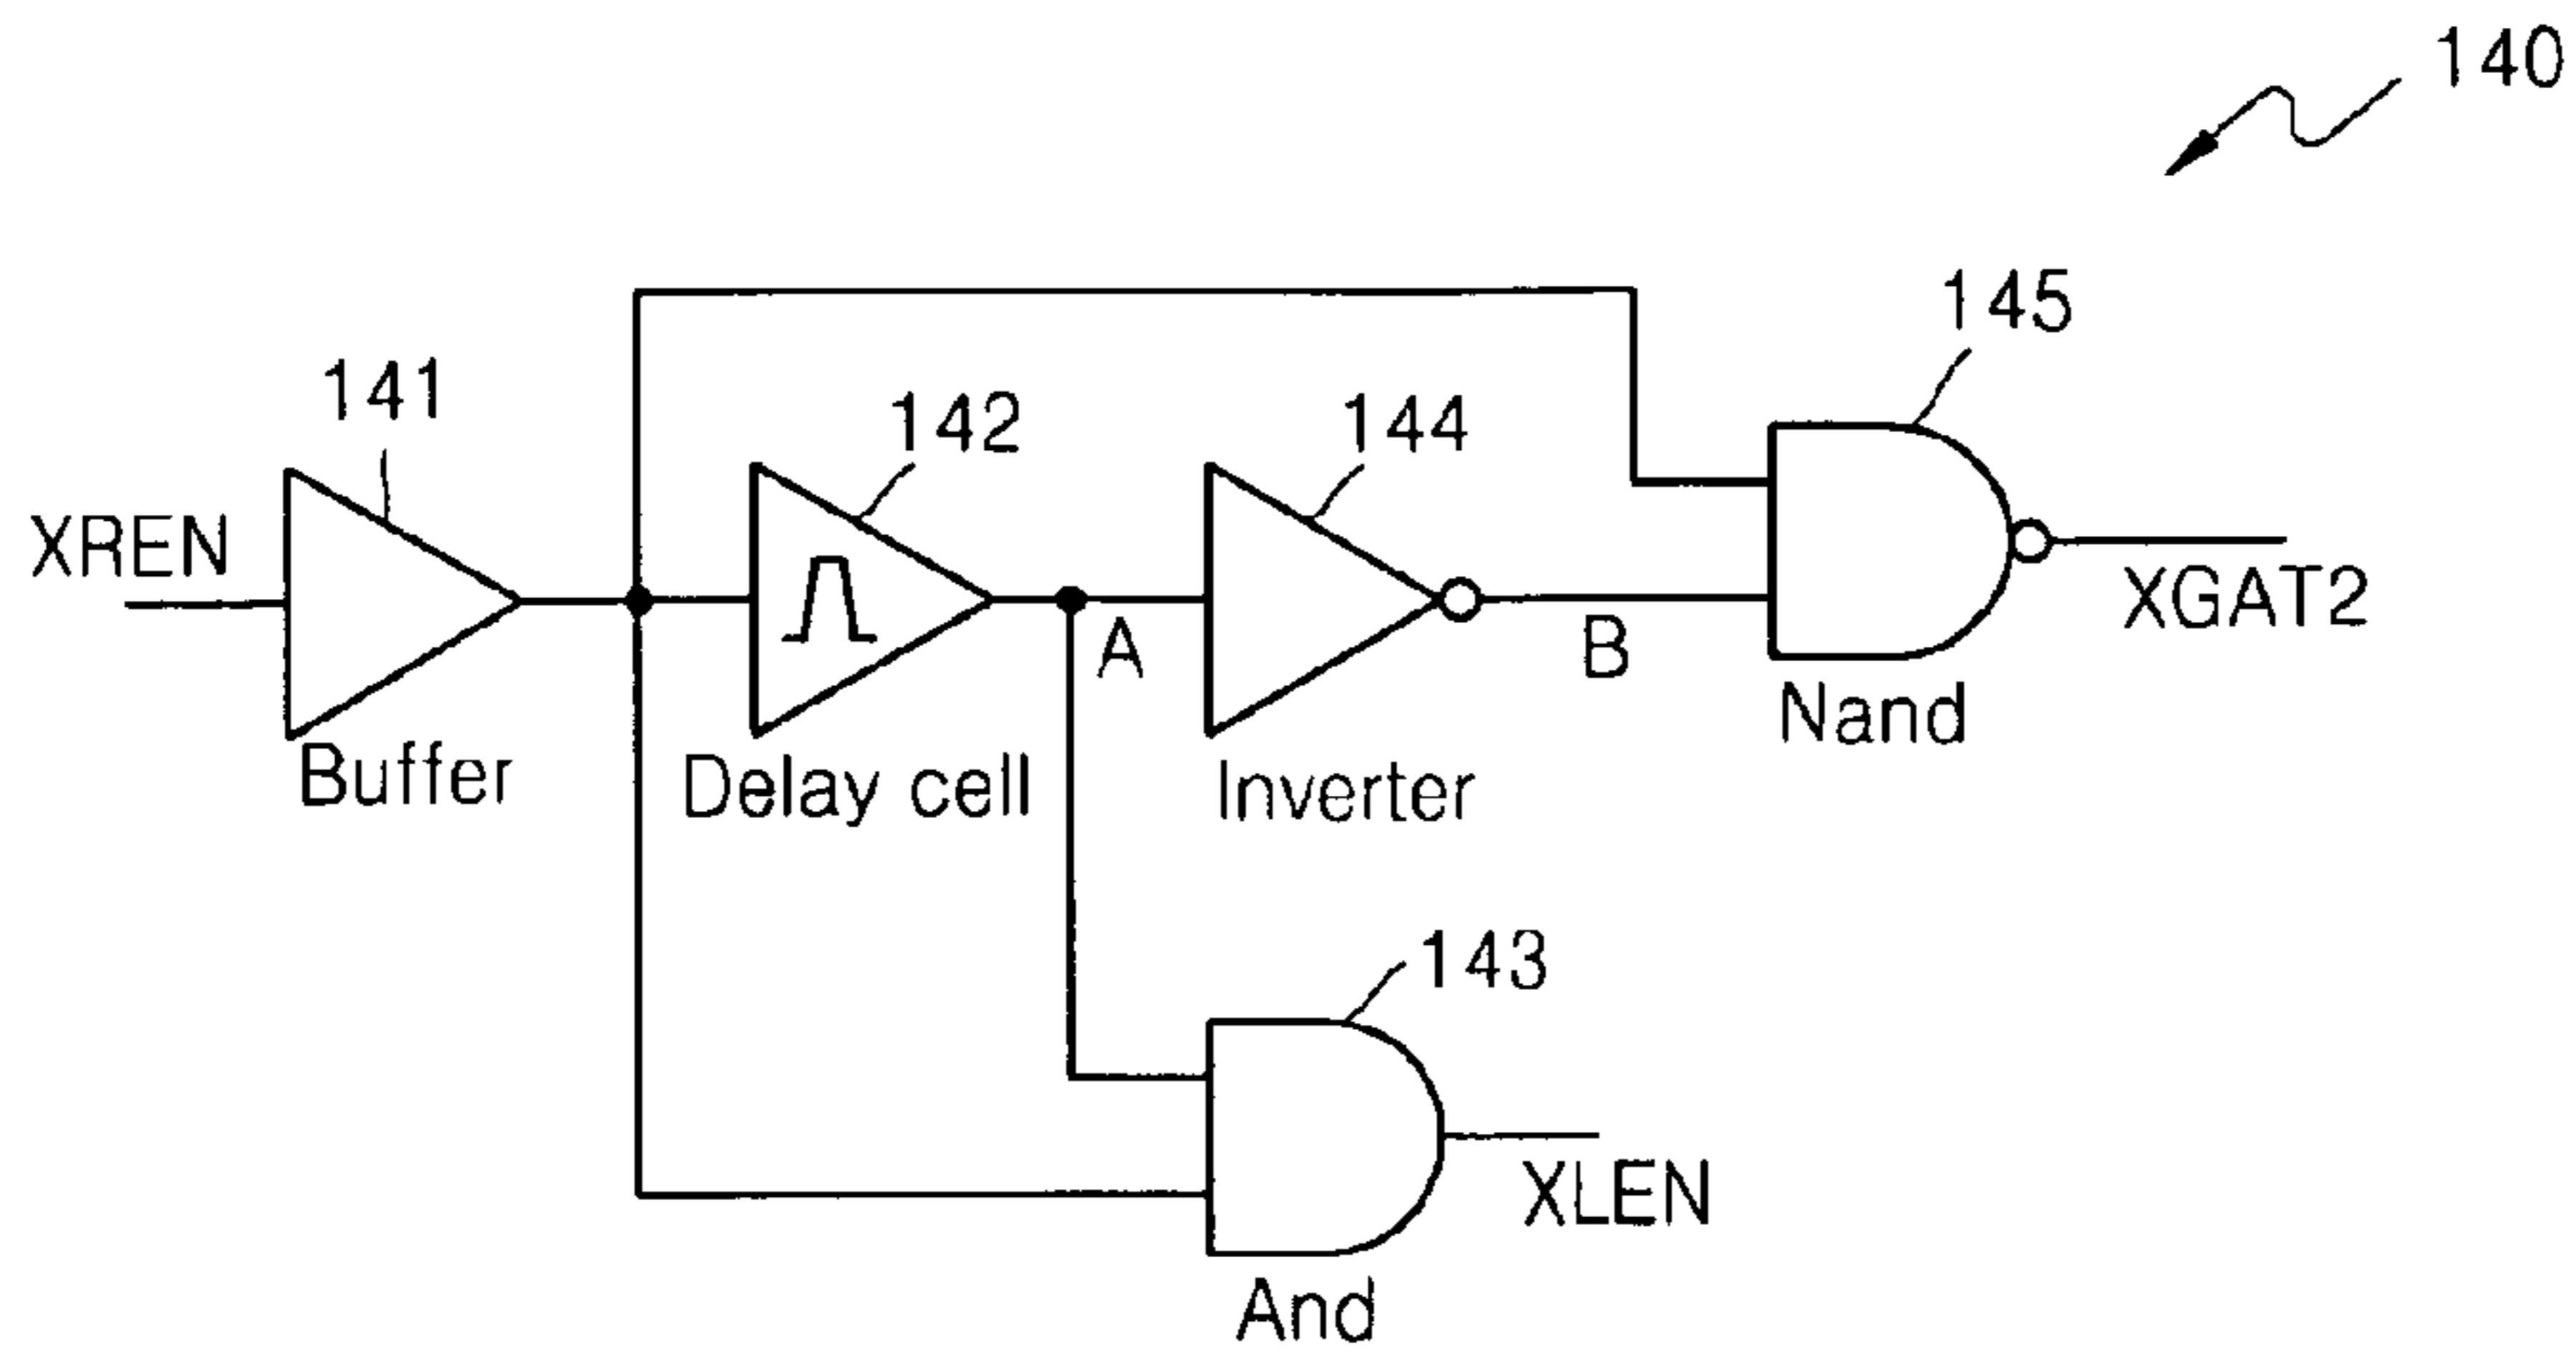 140
145
141
142
144
XREN
XGAT2
A
B
Nand
Buffer
Delay cell
Inverter
143
XLEN
And